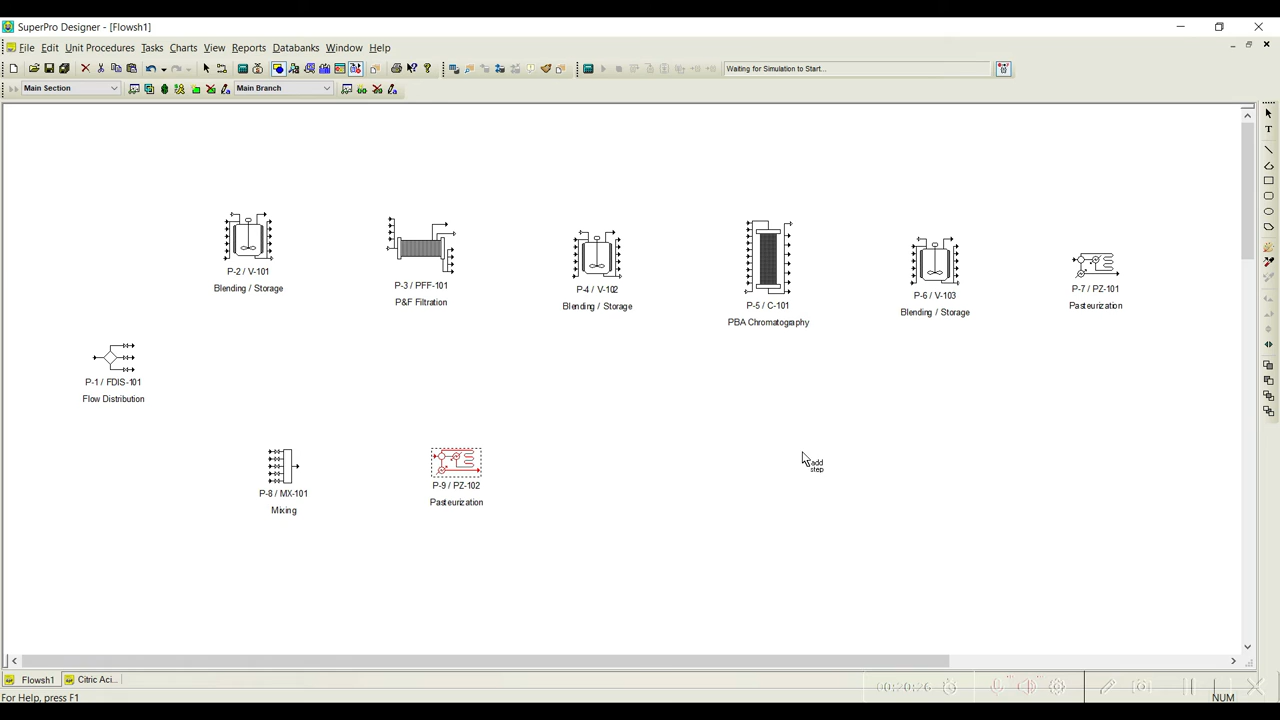 SuperPro Designer - [Flowsh1]
File Edit Unit Procedures Tasks Charts View Reports Databanks Window Help
Waiting for Simulation to Start...
Main Section Main Branch
P-2 / V-101
Blending / Storage
P-3 / PFF-101
P&F Filtration
P-4 / V-102
Blending / Storage
P-5 / C-101
PBA Chromatography
P-6 / V-103
Blending / Storage
P-7 / PZ-101
Pasteurization
P-1 / FDIS-101
Flow Distribution
P-8 / MX-101
Mixing
P-9 / PZ-102
Pasteurization
add
step
Flowsh1 Citric Aci...
00:20:26
For Help, press F1
NUM